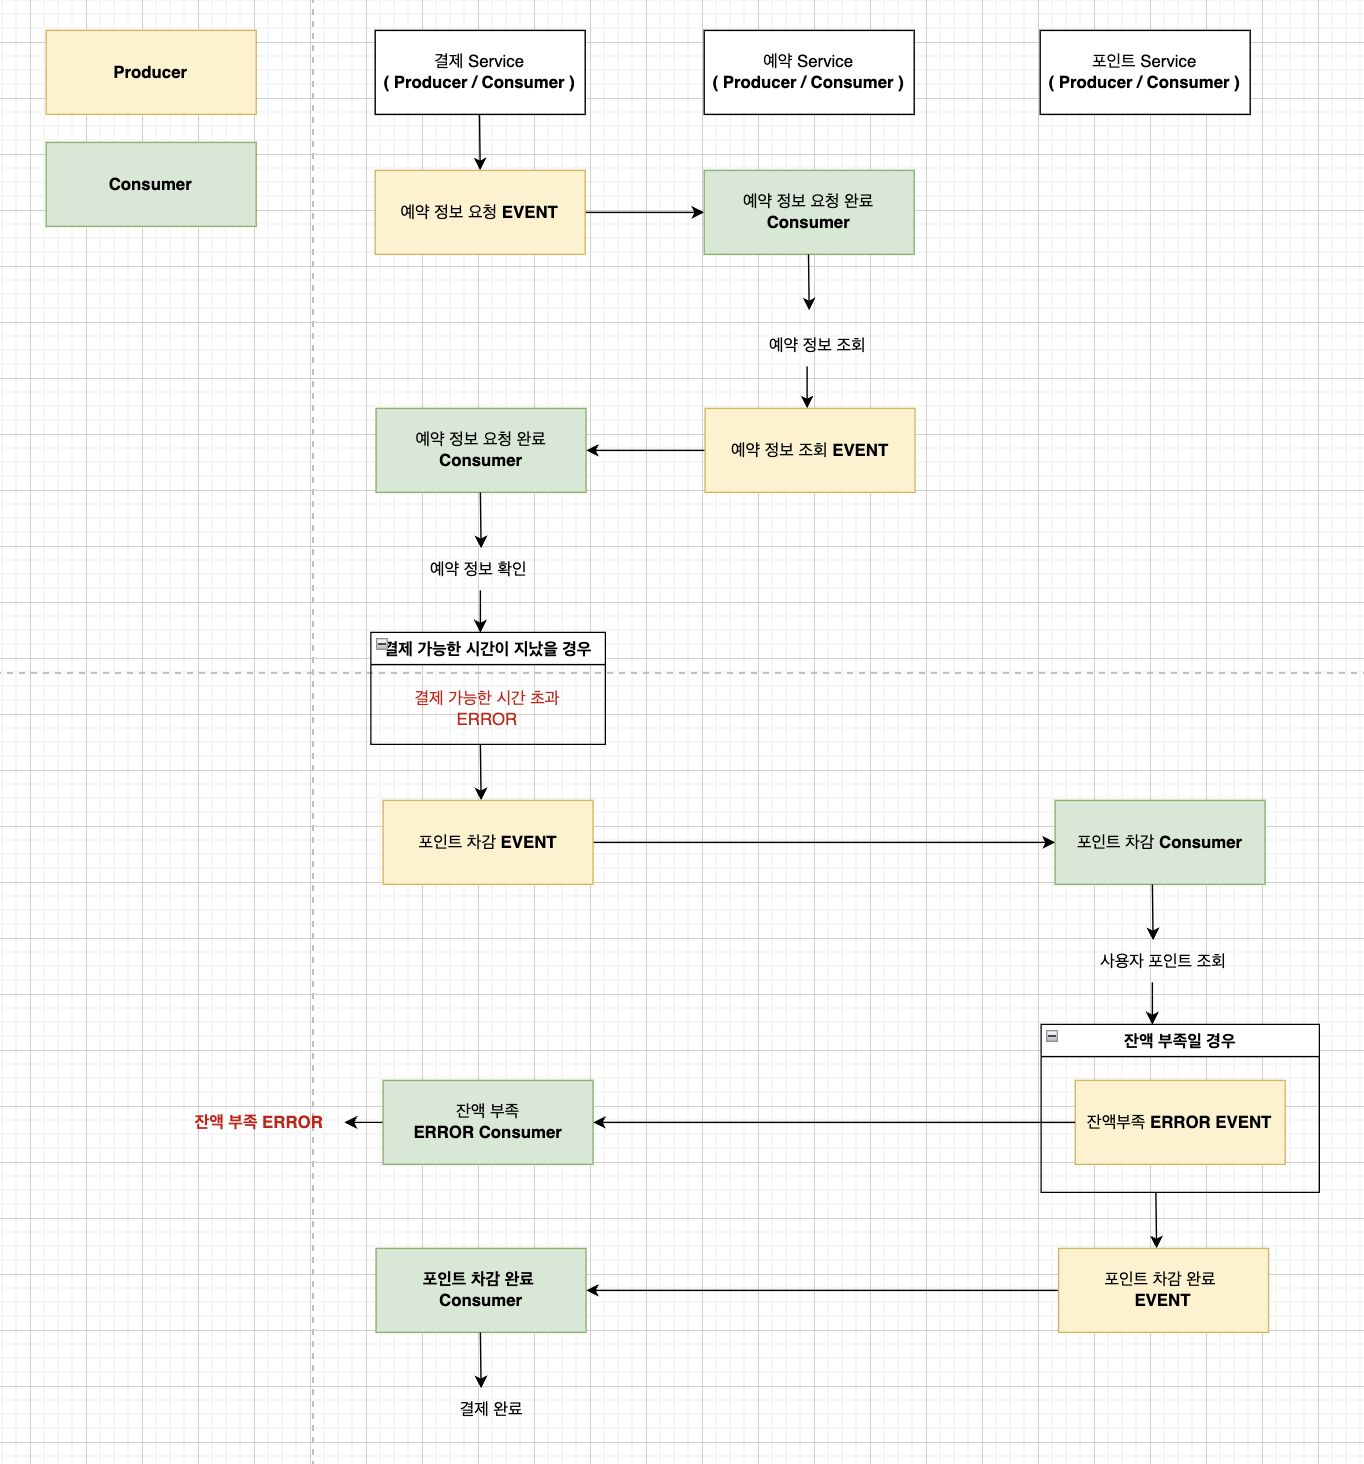 Producer
결제 Service
( Producer / Consumer )
예약 Service
( Producer / Consumer )
포인트 Service
( Producer / Consumer )
Consumer
예약 정보 요청 EVENT
예약 정보 요청 완료
Consumer
예약 정보 조회
예약 정보 요청 완료
Consumer
예약 정보 조회 EVENT
예약 정보 확인
결제 가능한 시간이 지났을 경우
결제 가능한 시간 초과
ERROR
포인트 차감 EVENT
포인트 차감 Consumer
사용자 포인트 조회
잔액 부족일 경우
잔액 부족 ERROR
잔액 부족
ERROR Consumer
잔액부족 ERROR EVENT
포인트 차감 완료
Consumer
포인트 차감 완료
EVENT
결제 완료